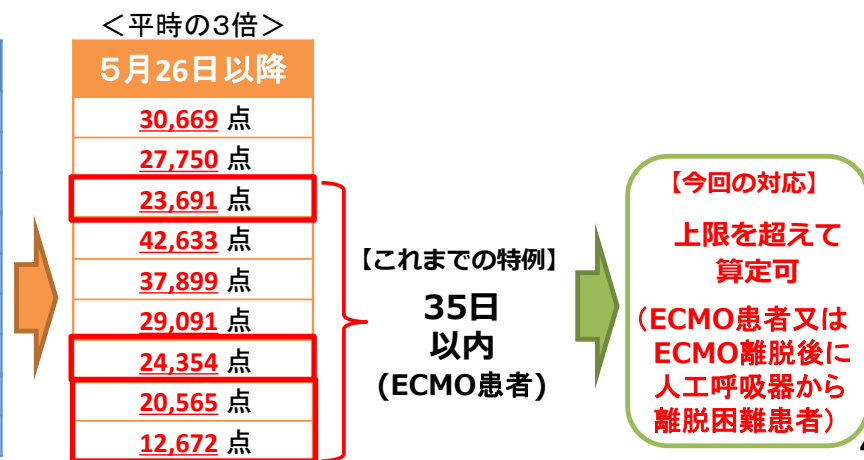 ＜平時の3倍＞
５月26日以降
30,669 点
27,750 点
23,691 点
42,633 点
37,899 点
29,091 点
24,354 点
20,565 点
12,672 点
【これまでの特例】
35日
以内
(ECMO患者)
【今回の対応】
上限を超えて
算定可
（ECMO患者又は
ECMO離脱後に
人工呼吸器から
離脱困難患者）